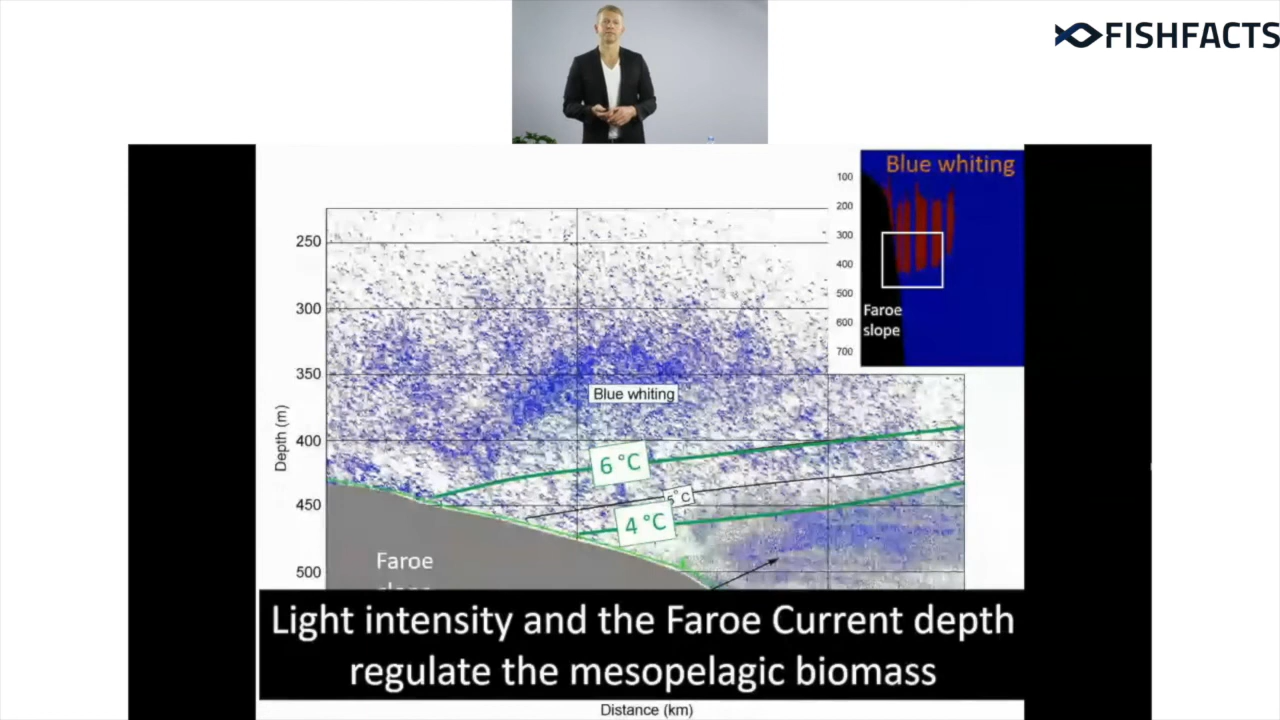 FISHFACTS
Blue whiting
100
200
300
400
500
600
700
Faroe
slope
250
300
350
400
450
500
Depth (m)
Blue whiting
6 °C
5°C
4 °C
Faroe
Light intensity and the Faroe Current depth
regulate the mesopelagic biomass
Distance (km)